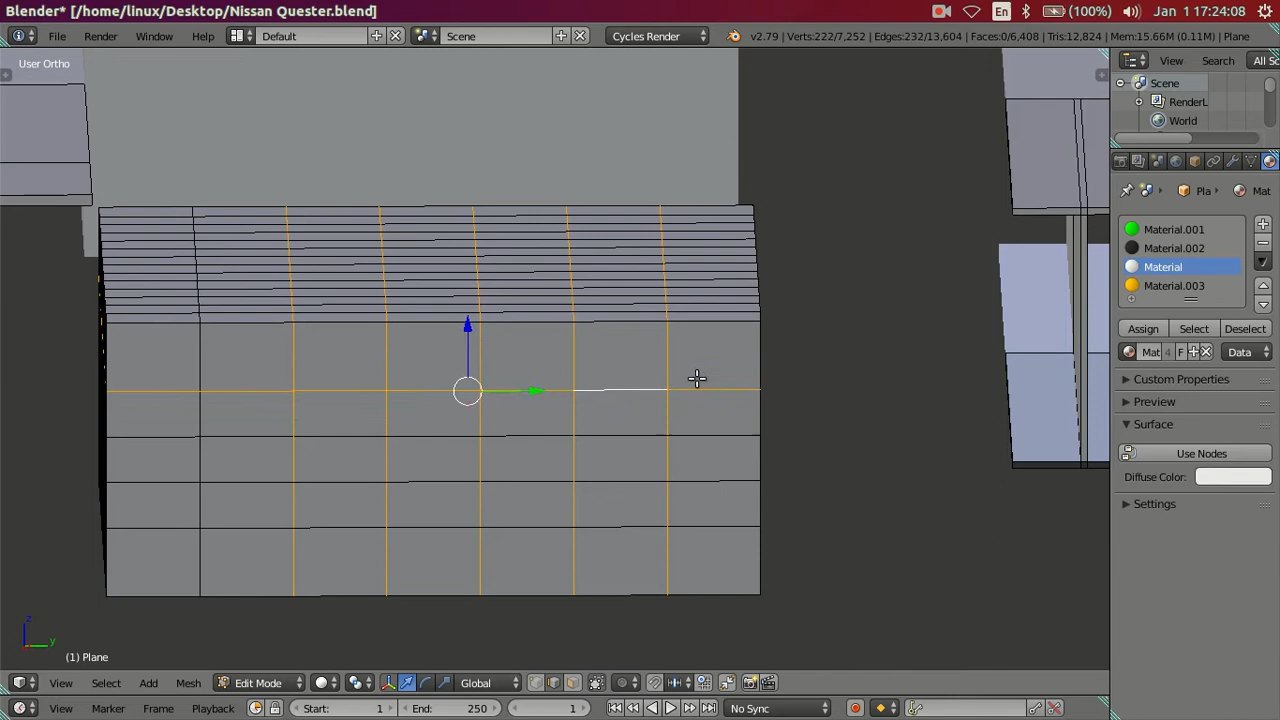 Blender* [/home/linux/Desktop/Nissan Quester.blend]
En (100%) Jan 1 17:24:08
File Render Window Help Default Scene Cycles Render v2.79 | Verts:222/7,252 | Edges:232/13,604 | Faces:0/6,408 | Tris:12,824 | Mem:15.66M (0.11M) | Plane
User Ortho
View Search All Sc
Scene
RenderL
World
Pla Mat
Material.001
Material.002
Material
Material.003
Assign Select Deselect
Mat 4 F Data
Custom Properties
Preview
Surface
Use Nodes
Diffuse Color:
Settings
z
y
(1) Plane
View Select Add Mesh Edit Mode Global
View Marker Frame Playback Start: 1 End: 250 1 No Sync